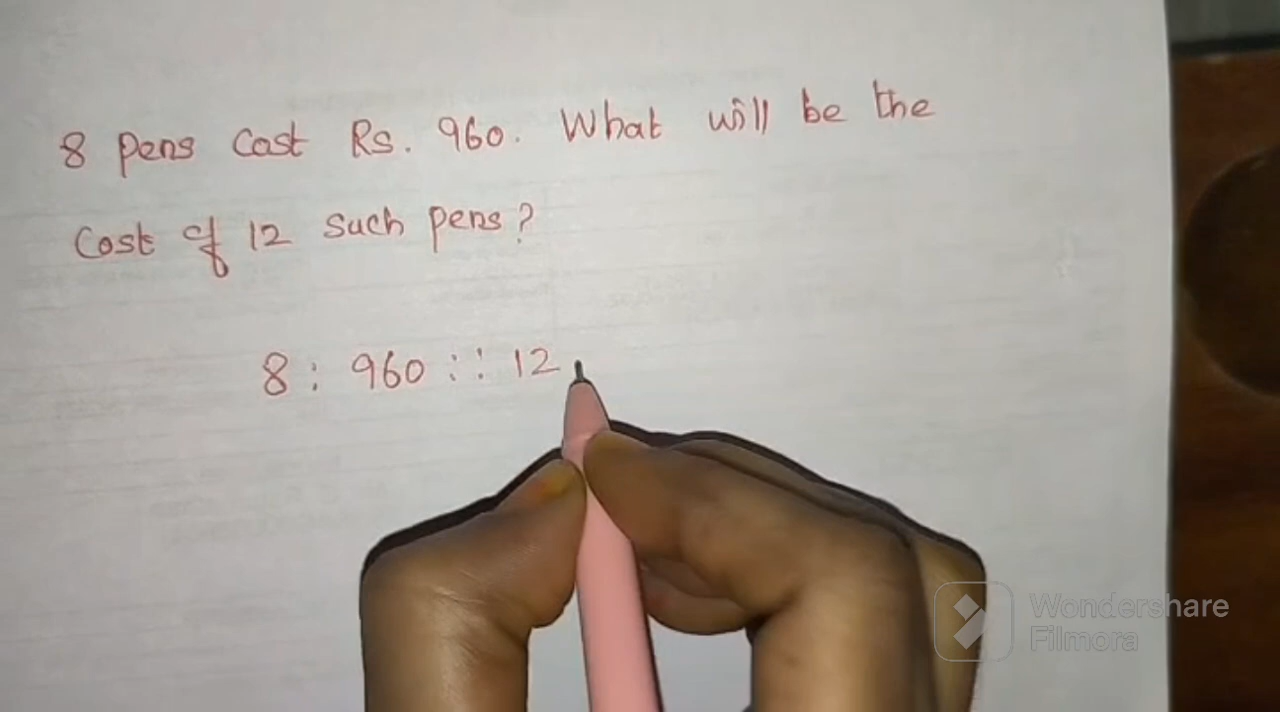 8 Pens Cost Rs. 960. What will be the
Cost of 12 such pens?
8 : 960 :: 12
Wondershare
Filmora